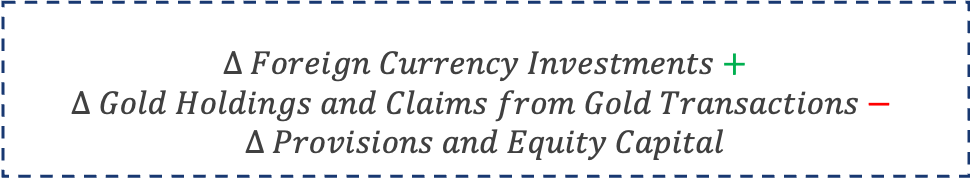 Δ Foreign Currency Investments +
Δ Gold Holdings and Claims from Gold Transactions −
Δ Provisions and Equity Capital